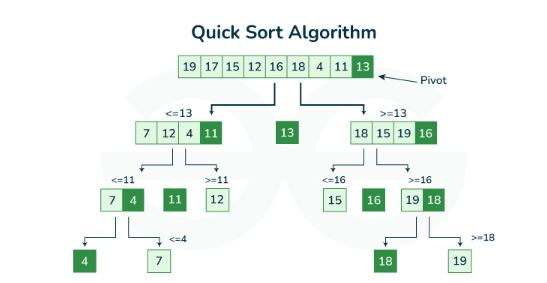 Quick Sort Algorithm
19 17 15 12 16 18 4 11 13
Pivot
<=13 >=13
7 12 4 11 13 18 15 19 16
<=11 >=11 <=16 >=16
7 4 11 12 15 16 19 18
<=4 >=18
4 7 18 19